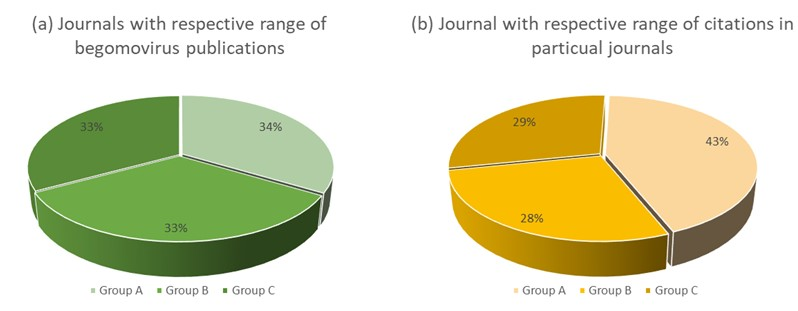 (a) Journals with respective range of
begomovirus publications
33%
34%
33%
Group A Group B Group C
(b) Journal with respective range of citations in
particual journals
29%
43%
28%
Group A Group B Group C